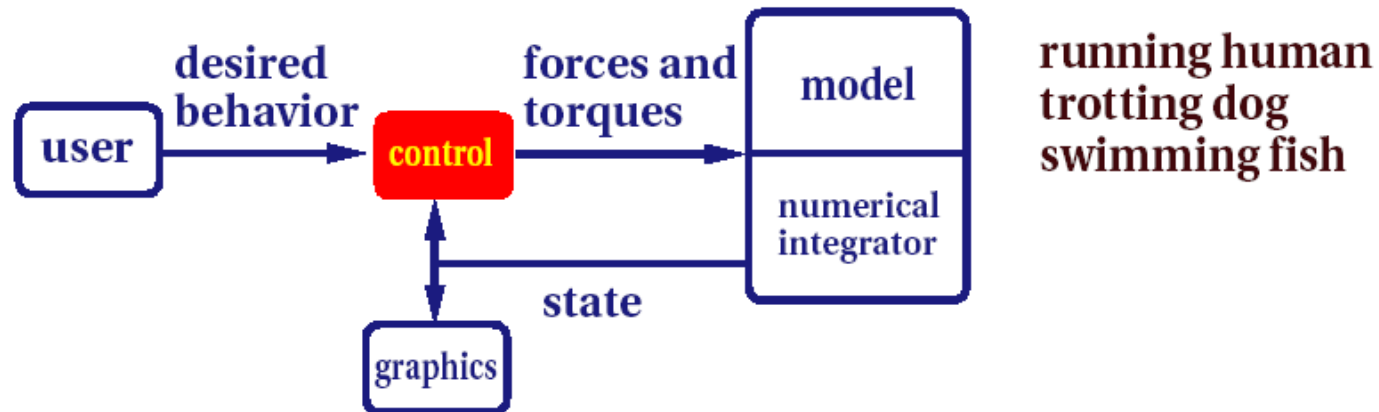 desired
behavior
forces and
torques
model
running human
trotting dog
swimming fish
user
control
numerical
integrator
state
graphics